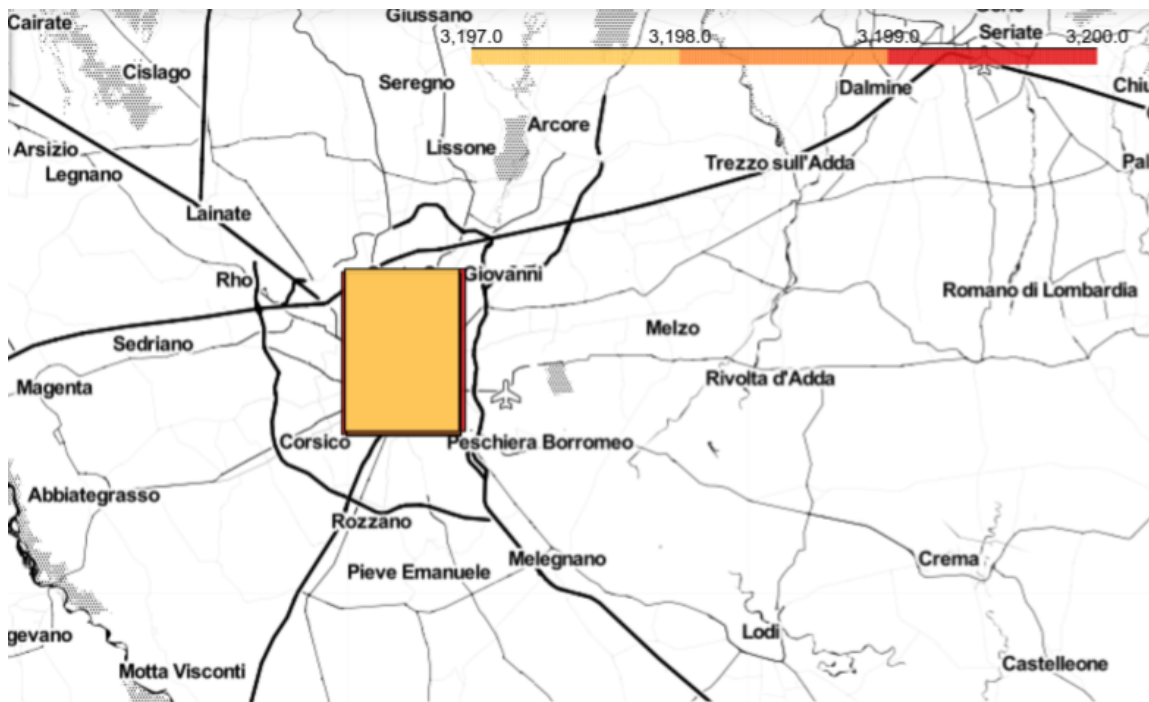 Giussano
Cairate
3,197.0 3,198.0 3,199.0 3,200.0
Seriate
Cislago
Seregno
Dalmine
Arcore
Lissone
Arsizio
Legnano
Trezzo sull'Adda
Lainate
Rho
Giovanni
Romano di Lombardia
Melzo
Sedriano
Magenta
Rivolta d'Adda
Corsico
Peschiera Borromeo
Abbiategrasso
Rozzano
Melegnano
Crema
Pieve Emanuele
gevano
Lodi
Motta Visconti
Castelleone